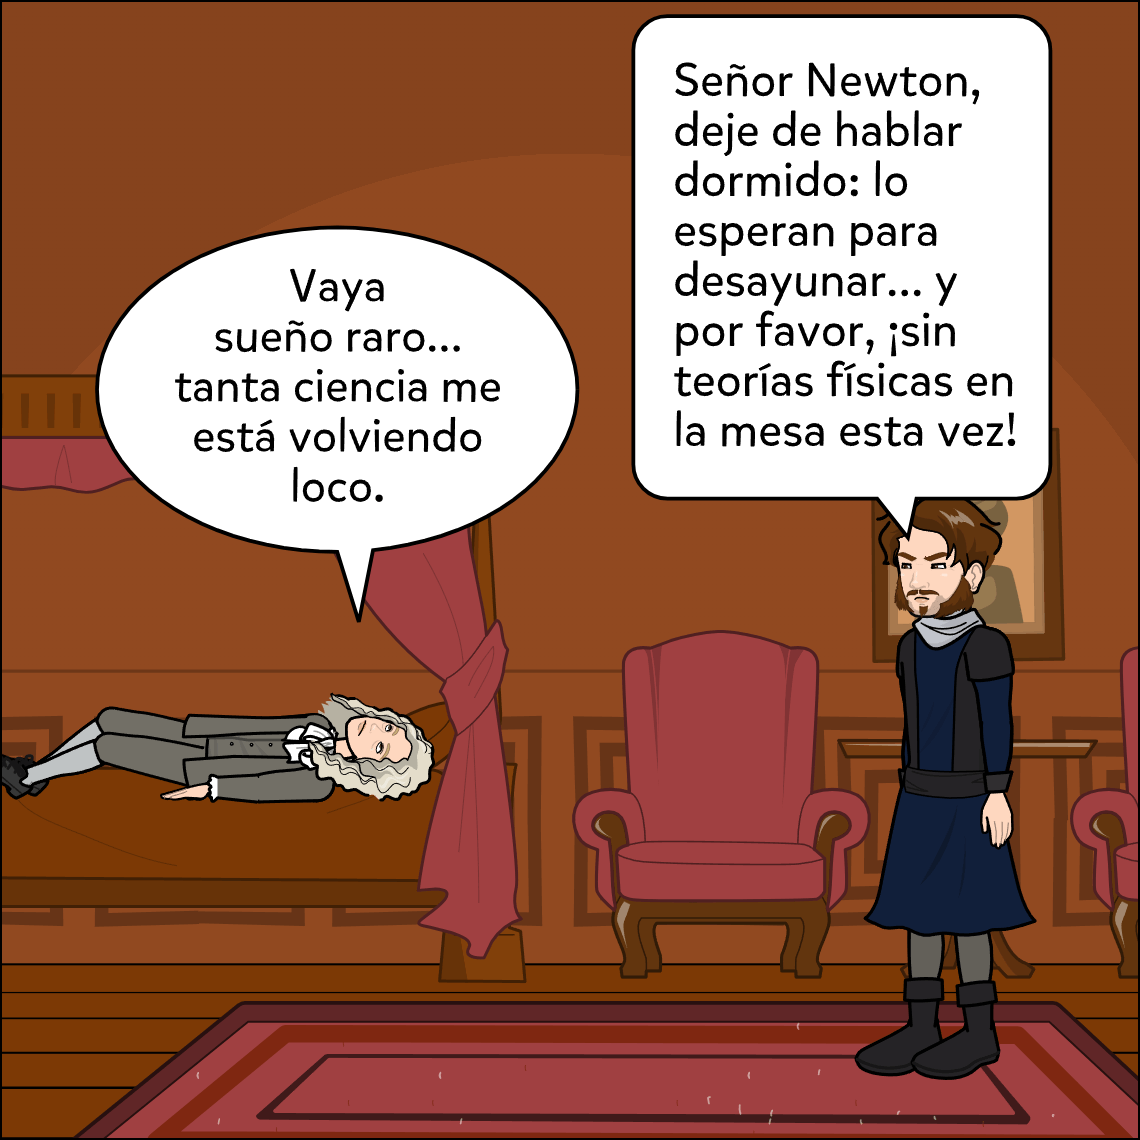 Vaya
sueño raro...
tanta ciencia me
está volviendo
loco.
Señor Newton,
deje de hablar
dormido: lo
esperan para
desayunar... y
por favor, ¡sin
teorías físicas en
la mesa esta vez!